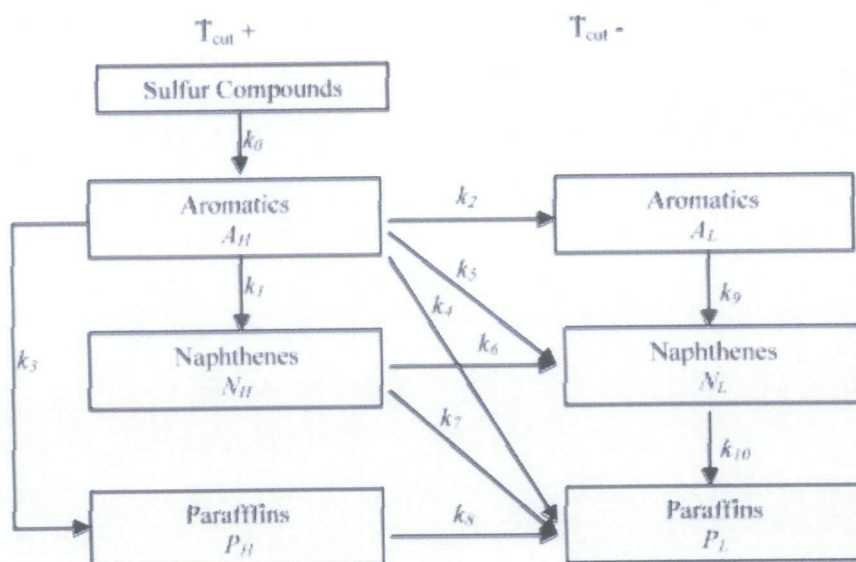 T_cut +
T_cut -
Sulfur Compounds
k_0
Aromatics
A_H
k_2
Aromatics
A_L
k_1
k_5
k_4
k_9
k_3
Naphthenes
N_H
k_6
Naphthenes
N_L
k_7
k_10
Parafffins
P_H
k_8
Paraffins
P_L